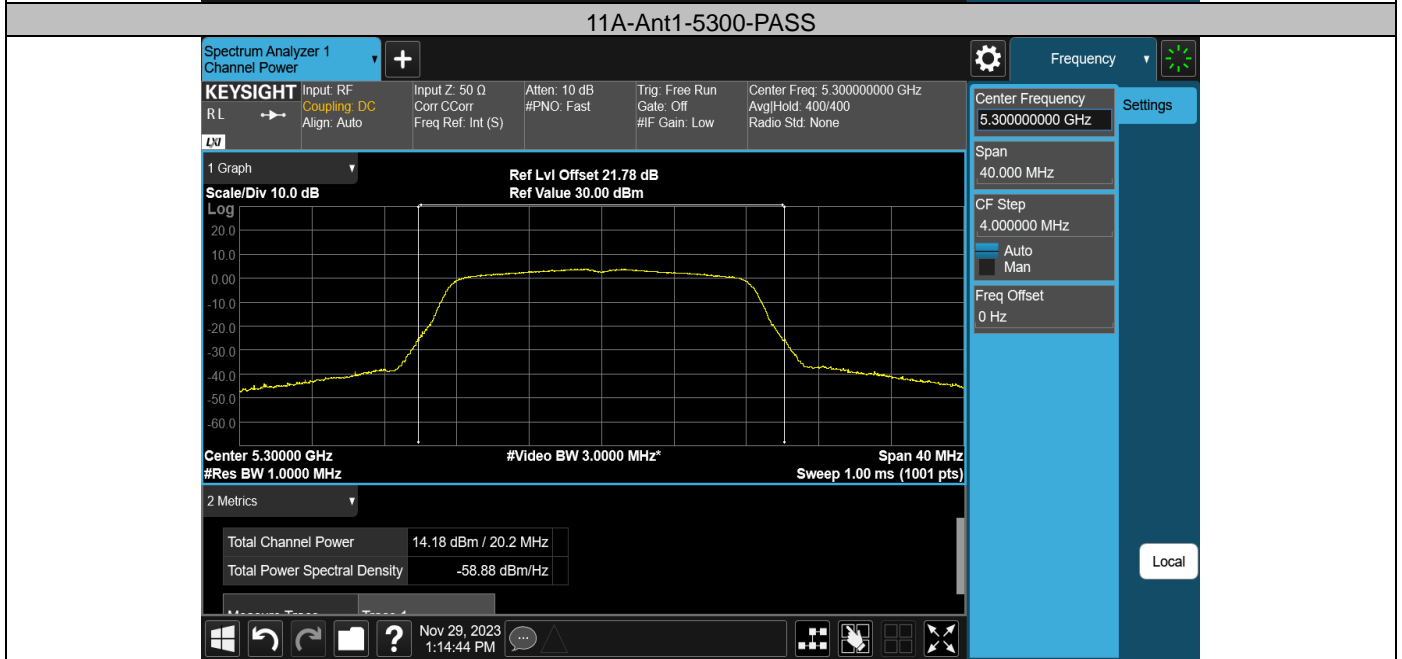 11A-Ant1-5300-PASS
Spectrum Analyzer 1
Channel Power
+
Frequency
KEYSIGHT
RL
LXI
Input: RF
Coupling: DC
Align: Auto
Input Z: 50 Ω
Corr CCorr
Freq Ref: Int (S)
Atten: 10 dB
#PNO: Fast
Trig: Free Run
Gate: Off
#IF Gain: Low
Center Freq: 5.300000000 GHz
Avg|Hold: 400/400
Radio Std: None
Center Frequency
5.300000000 GHz
Settings
Span
40.000 MHz
CF Step
4.000000 MHz
Auto
Man
Freq Offset
0 Hz
1 Graph
Scale/Div 10.0 dB
Ref Lvl Offset 21.78 dB
Ref Value 30.00 dBm
Log
20.0
10.0
0.00
-10.0
-20.0
-30.0
-40.0
-50.0
-60.0
Center 5.30000 GHz
#Video BW 3.0000 MHz*
Span 40 MHz
#Res BW 1.0000 MHz
Sweep 1.00 ms (1001 pts)
2 Metrics
Total Channel Power 14.18 dBm / 20.2 MHz
Total Power Spectral Density -58.88 dBm/Hz
Local
?
Nov 29, 2023
1:14:44 PM